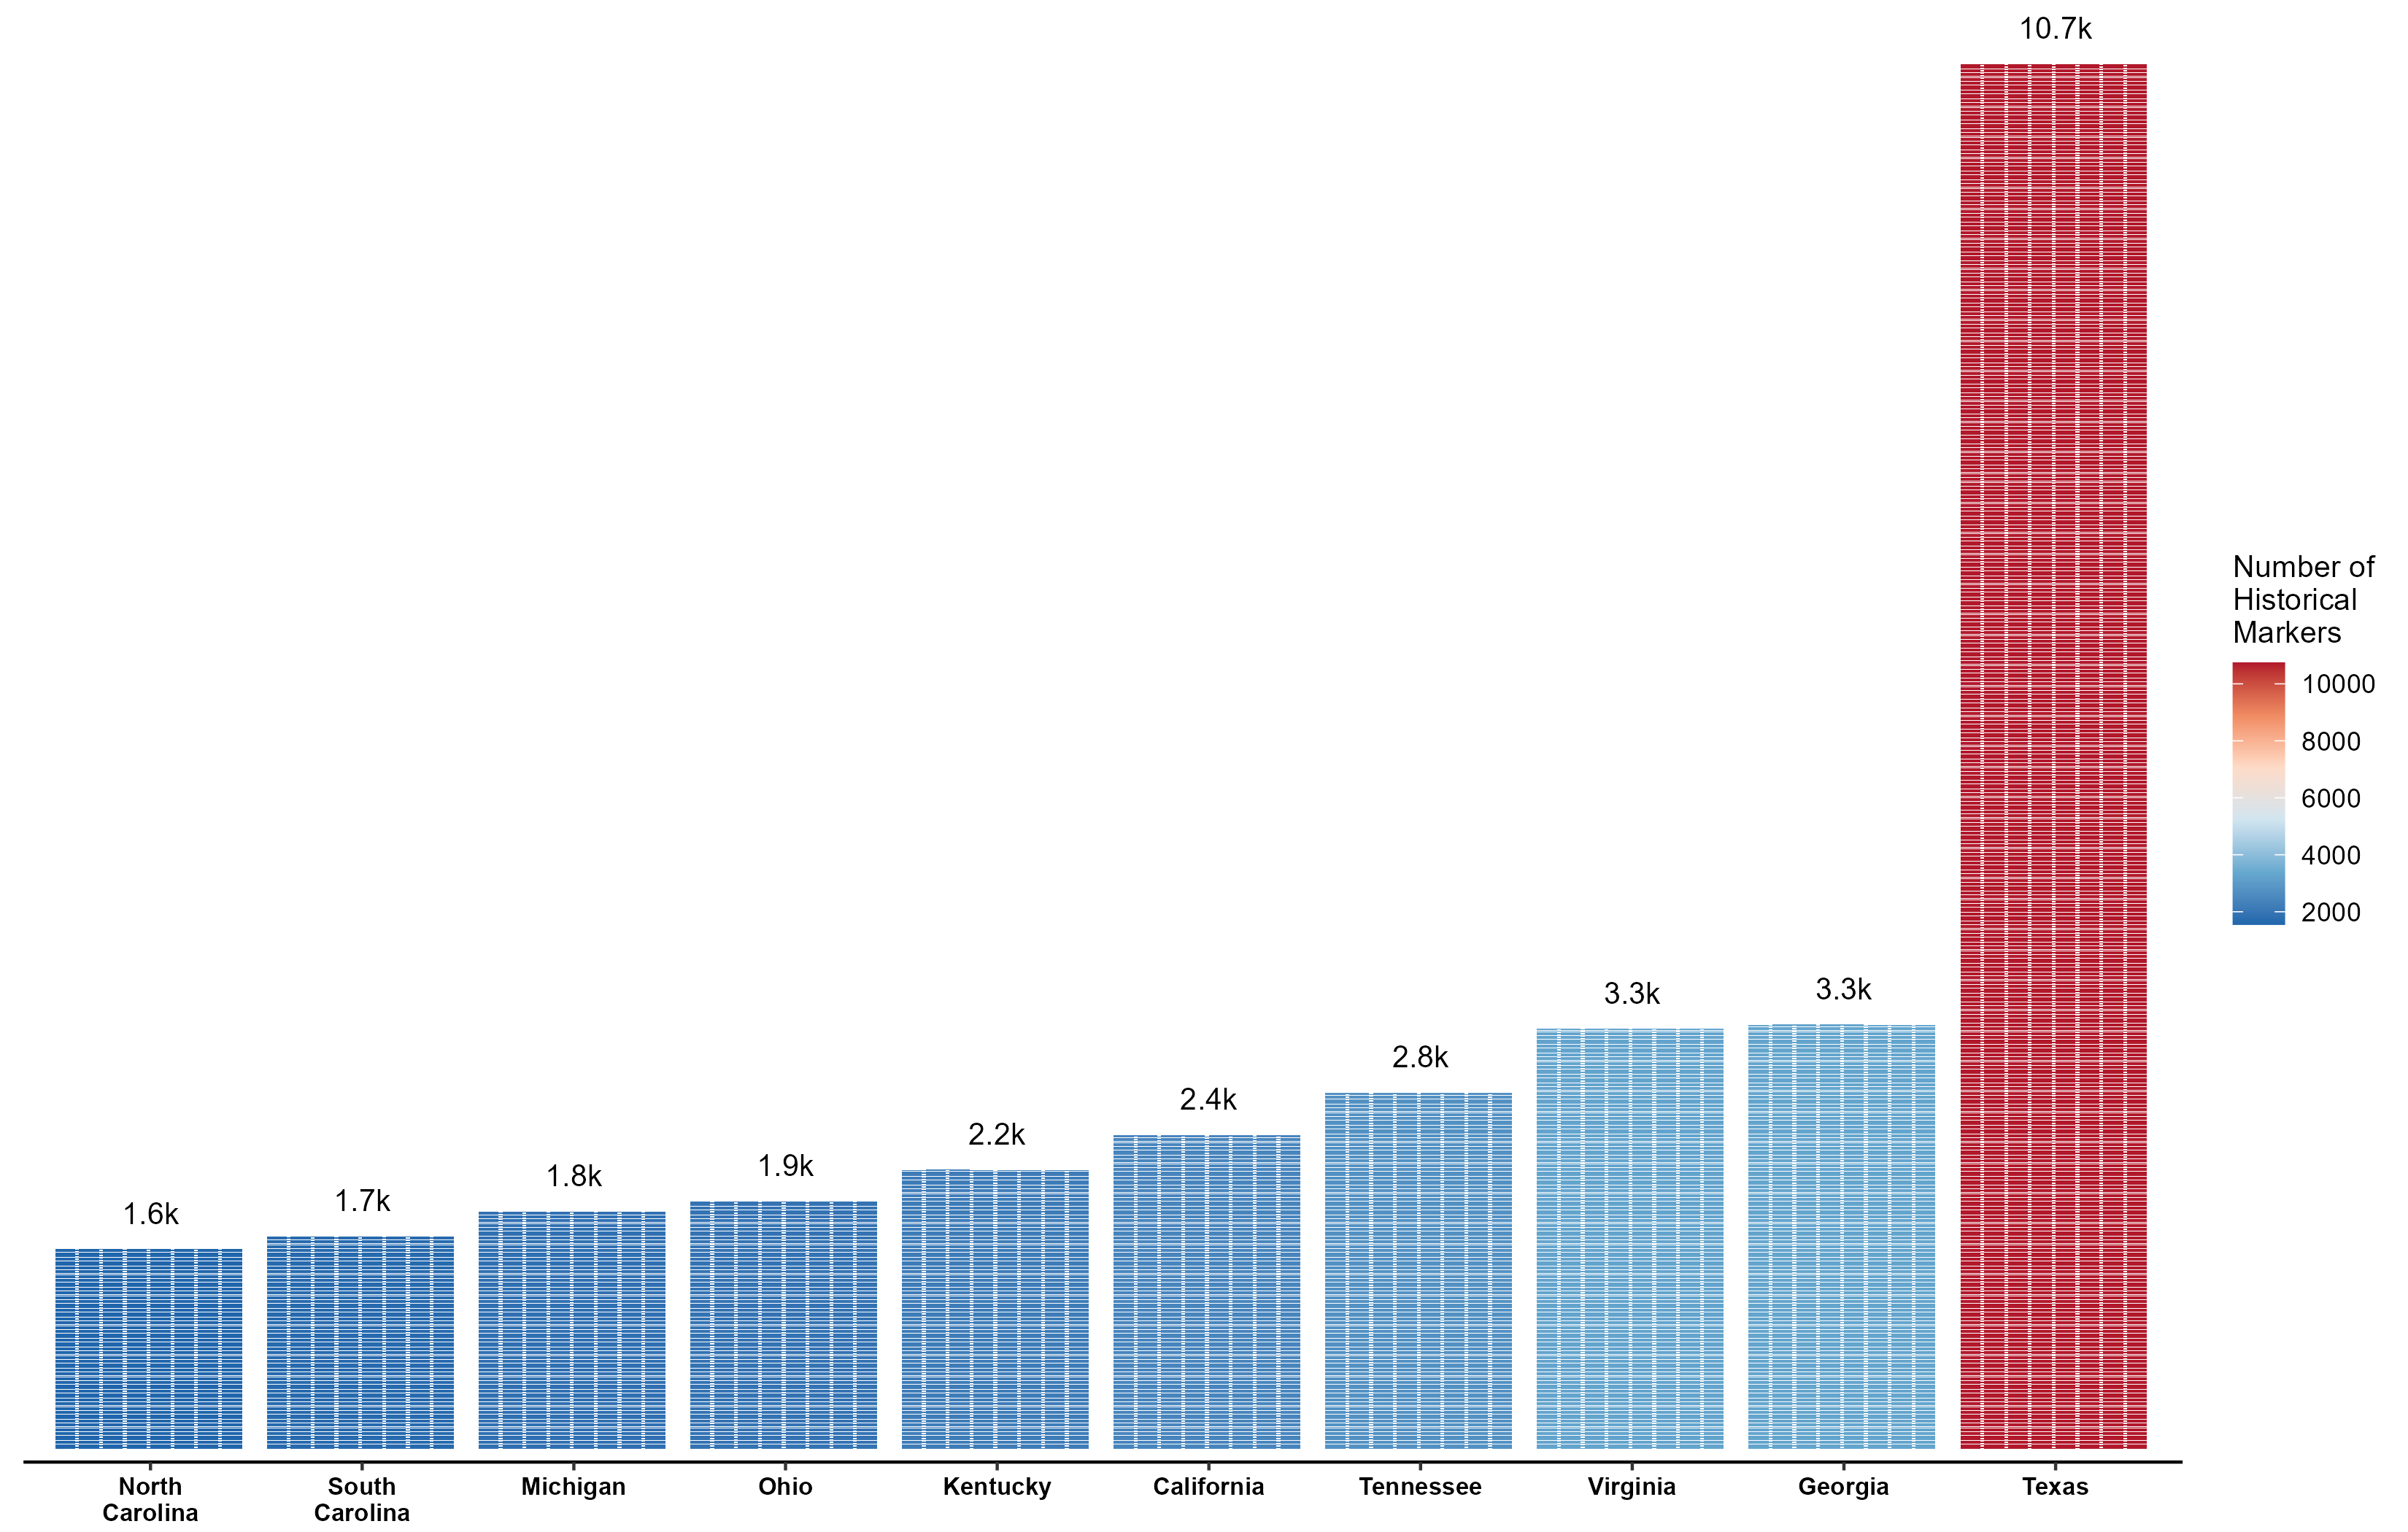 10.7k
3.3k
3.3k
2.8k
2.4k
2.2k
1.9k
1.8k
1.7k
1.6k
North
Carolina
South
Carolina
Michigan
Ohio
Kentucky
California
Tennessee
Virginia
Georgia
Texas
Number of
Historical
Markers
10000
8000
6000
4000
2000